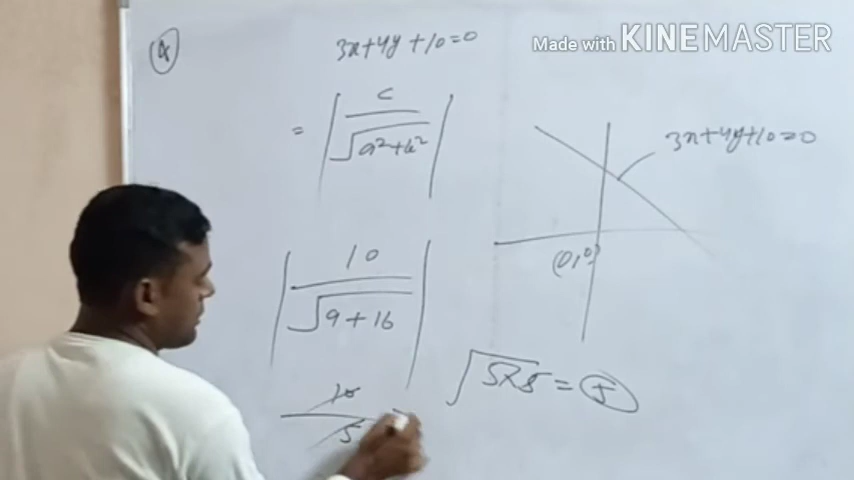 Made with KINEMASTER
Q
3x+4y+10=0
= | c / √a²+b² |
3x+4y+10=0
(0,0)
| 10 / √9+16 |
√5×5 = 5
10 / 5